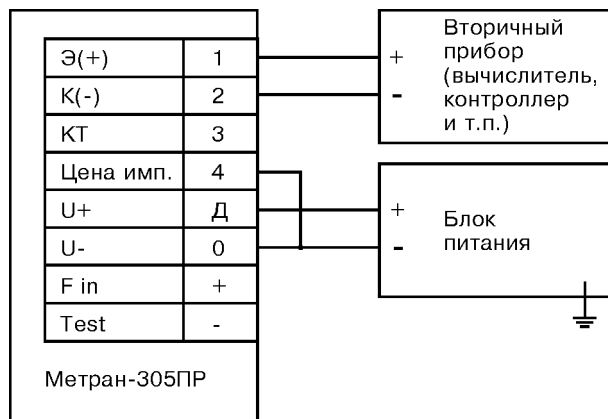 Э(+) 1
К(-) 2
КТ 3
Цена имп. 4
U+ Д
U- 0
F in +
Test -
Метран-305ПР
+
-
Вторичный
прибор
(вычислитель,
контроллер
и т.п.)
+
-
Блок
питания